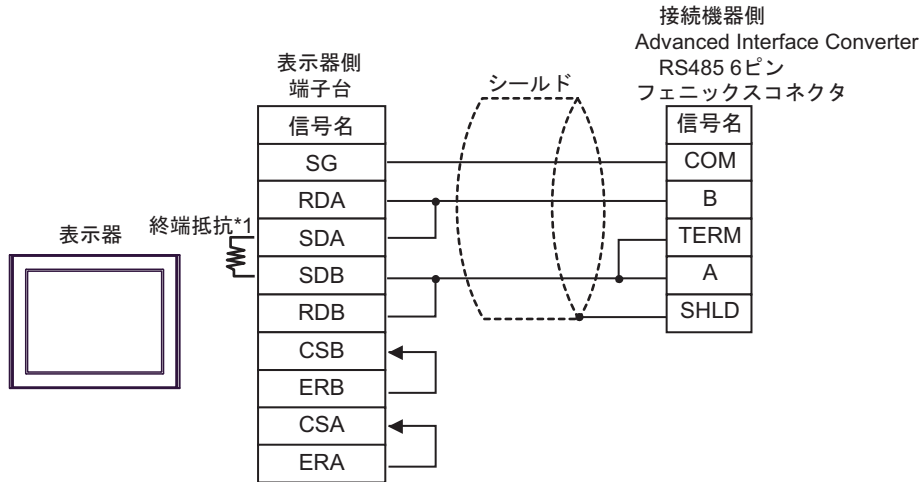 接続機器側
Advanced Interface Converter
RS485 6ピン
フェニックスコネクタ
表示器側
端子台
シールド
信号名
信号名
SG
COM
RDA
B
終端抵抗*1
SDA
TERM
表示器
SDB
A
RDB
SHLD
CSB
ERB
CSA
ERA